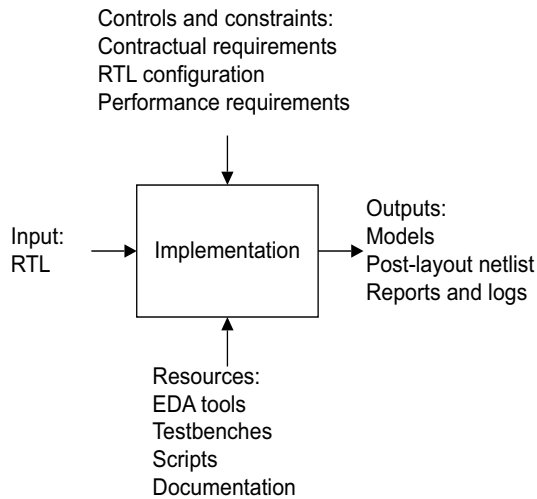 Controls and constraints:
Contractual requirements
RTL configuration
Performance requirements
Input:
RTL
Implementation
Outputs:
Models
Post-layout netlist
Reports and logs
Resources:
EDA tools
Testbenches
Scripts
Documentation